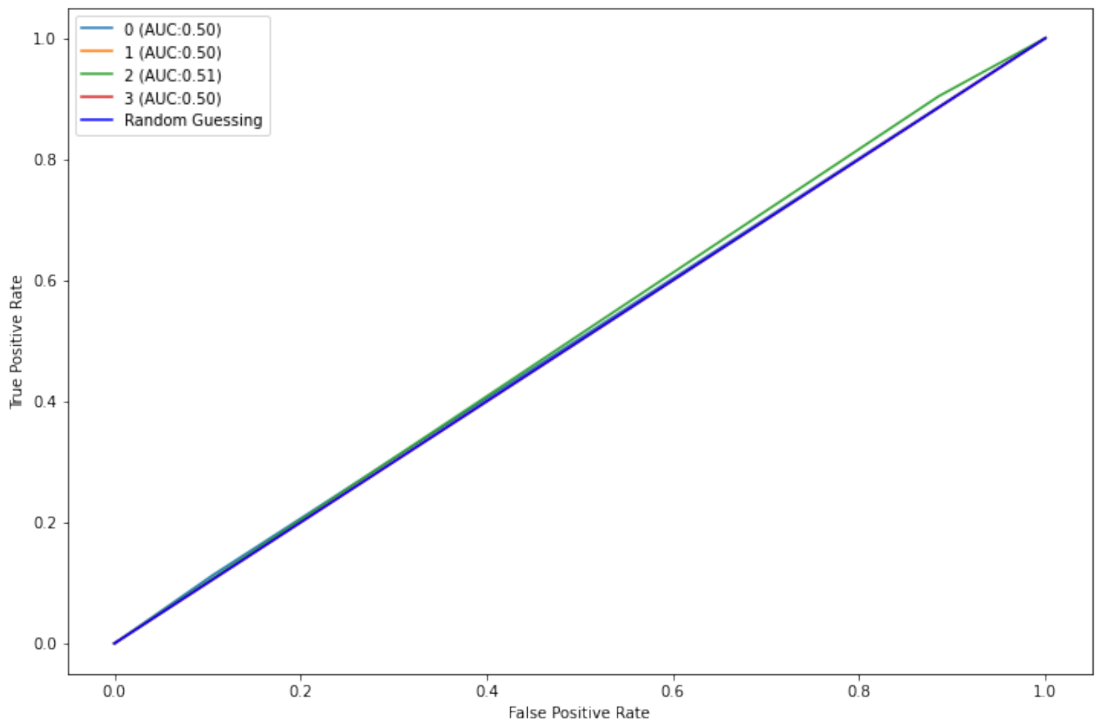 0 (AUC:0.50)
1 (AUC:0.50)
2 (AUC:0.51)
3 (AUC:0.50)
Random Guessing
1.0
0.8
0.6
0.4
0.2
0.0
True Positive Rate
0.0 0.2 0.4 0.6 0.8 1.0
False Positive Rate